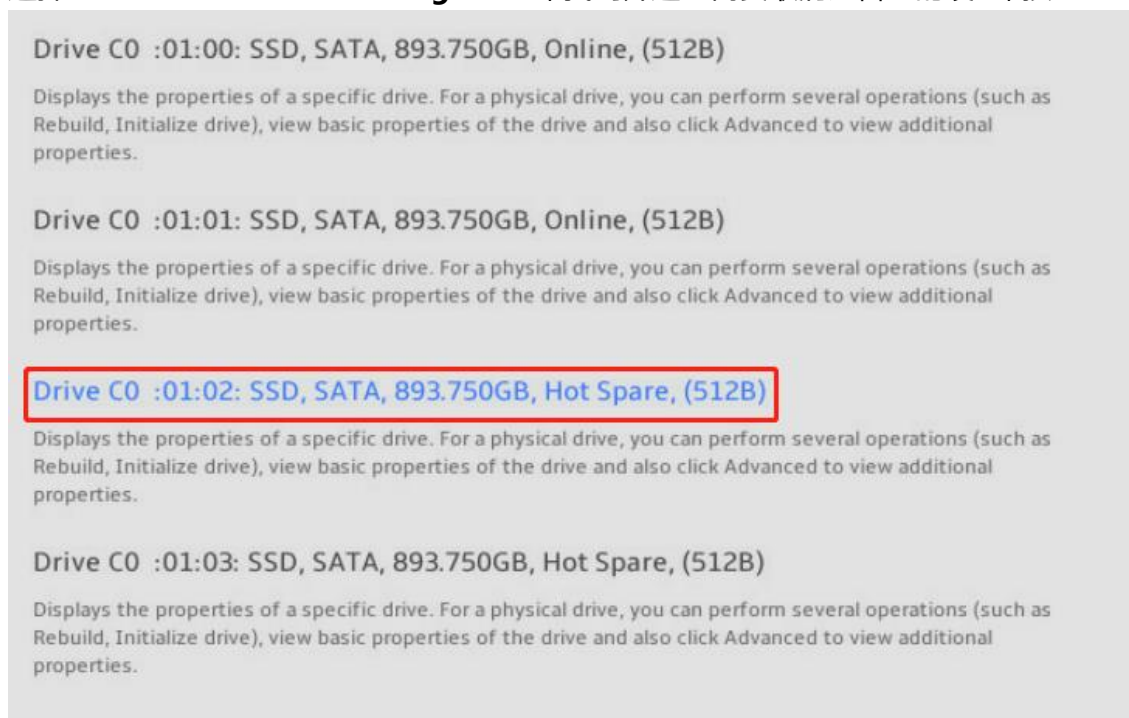 Drive C0 :01:00: SSD, SATA, 893.750GB, Online, (512B)
Displays the properties of a specific drive. For a physical drive, you can perform several operations (such as
Rebuild, Initialize drive), view basic properties of the drive and also click Advanced to view additional
properties.
Drive C0 :01:01: SSD, SATA, 893.750GB, Online, (512B)
Displays the properties of a specific drive. For a physical drive, you can perform several operations (such as
Rebuild, Initialize drive), view basic properties of the drive and also click Advanced to view additional
properties.
Drive C0 :01:02: SSD, SATA, 893.750GB, Hot Spare, (512B)
Displays the properties of a specific drive. For a physical drive, you can perform several operations (such as
Rebuild, Initialize drive), view basic properties of the drive and also click Advanced to view additional
properties.
Drive C0 :01:03: SSD, SATA, 893.750GB, Hot Spare, (512B)
Displays the properties of a specific drive. For a physical drive, you can perform several operations (such as
Rebuild, Initialize drive), view basic properties of the drive and also click Advanced to view additional
properties.